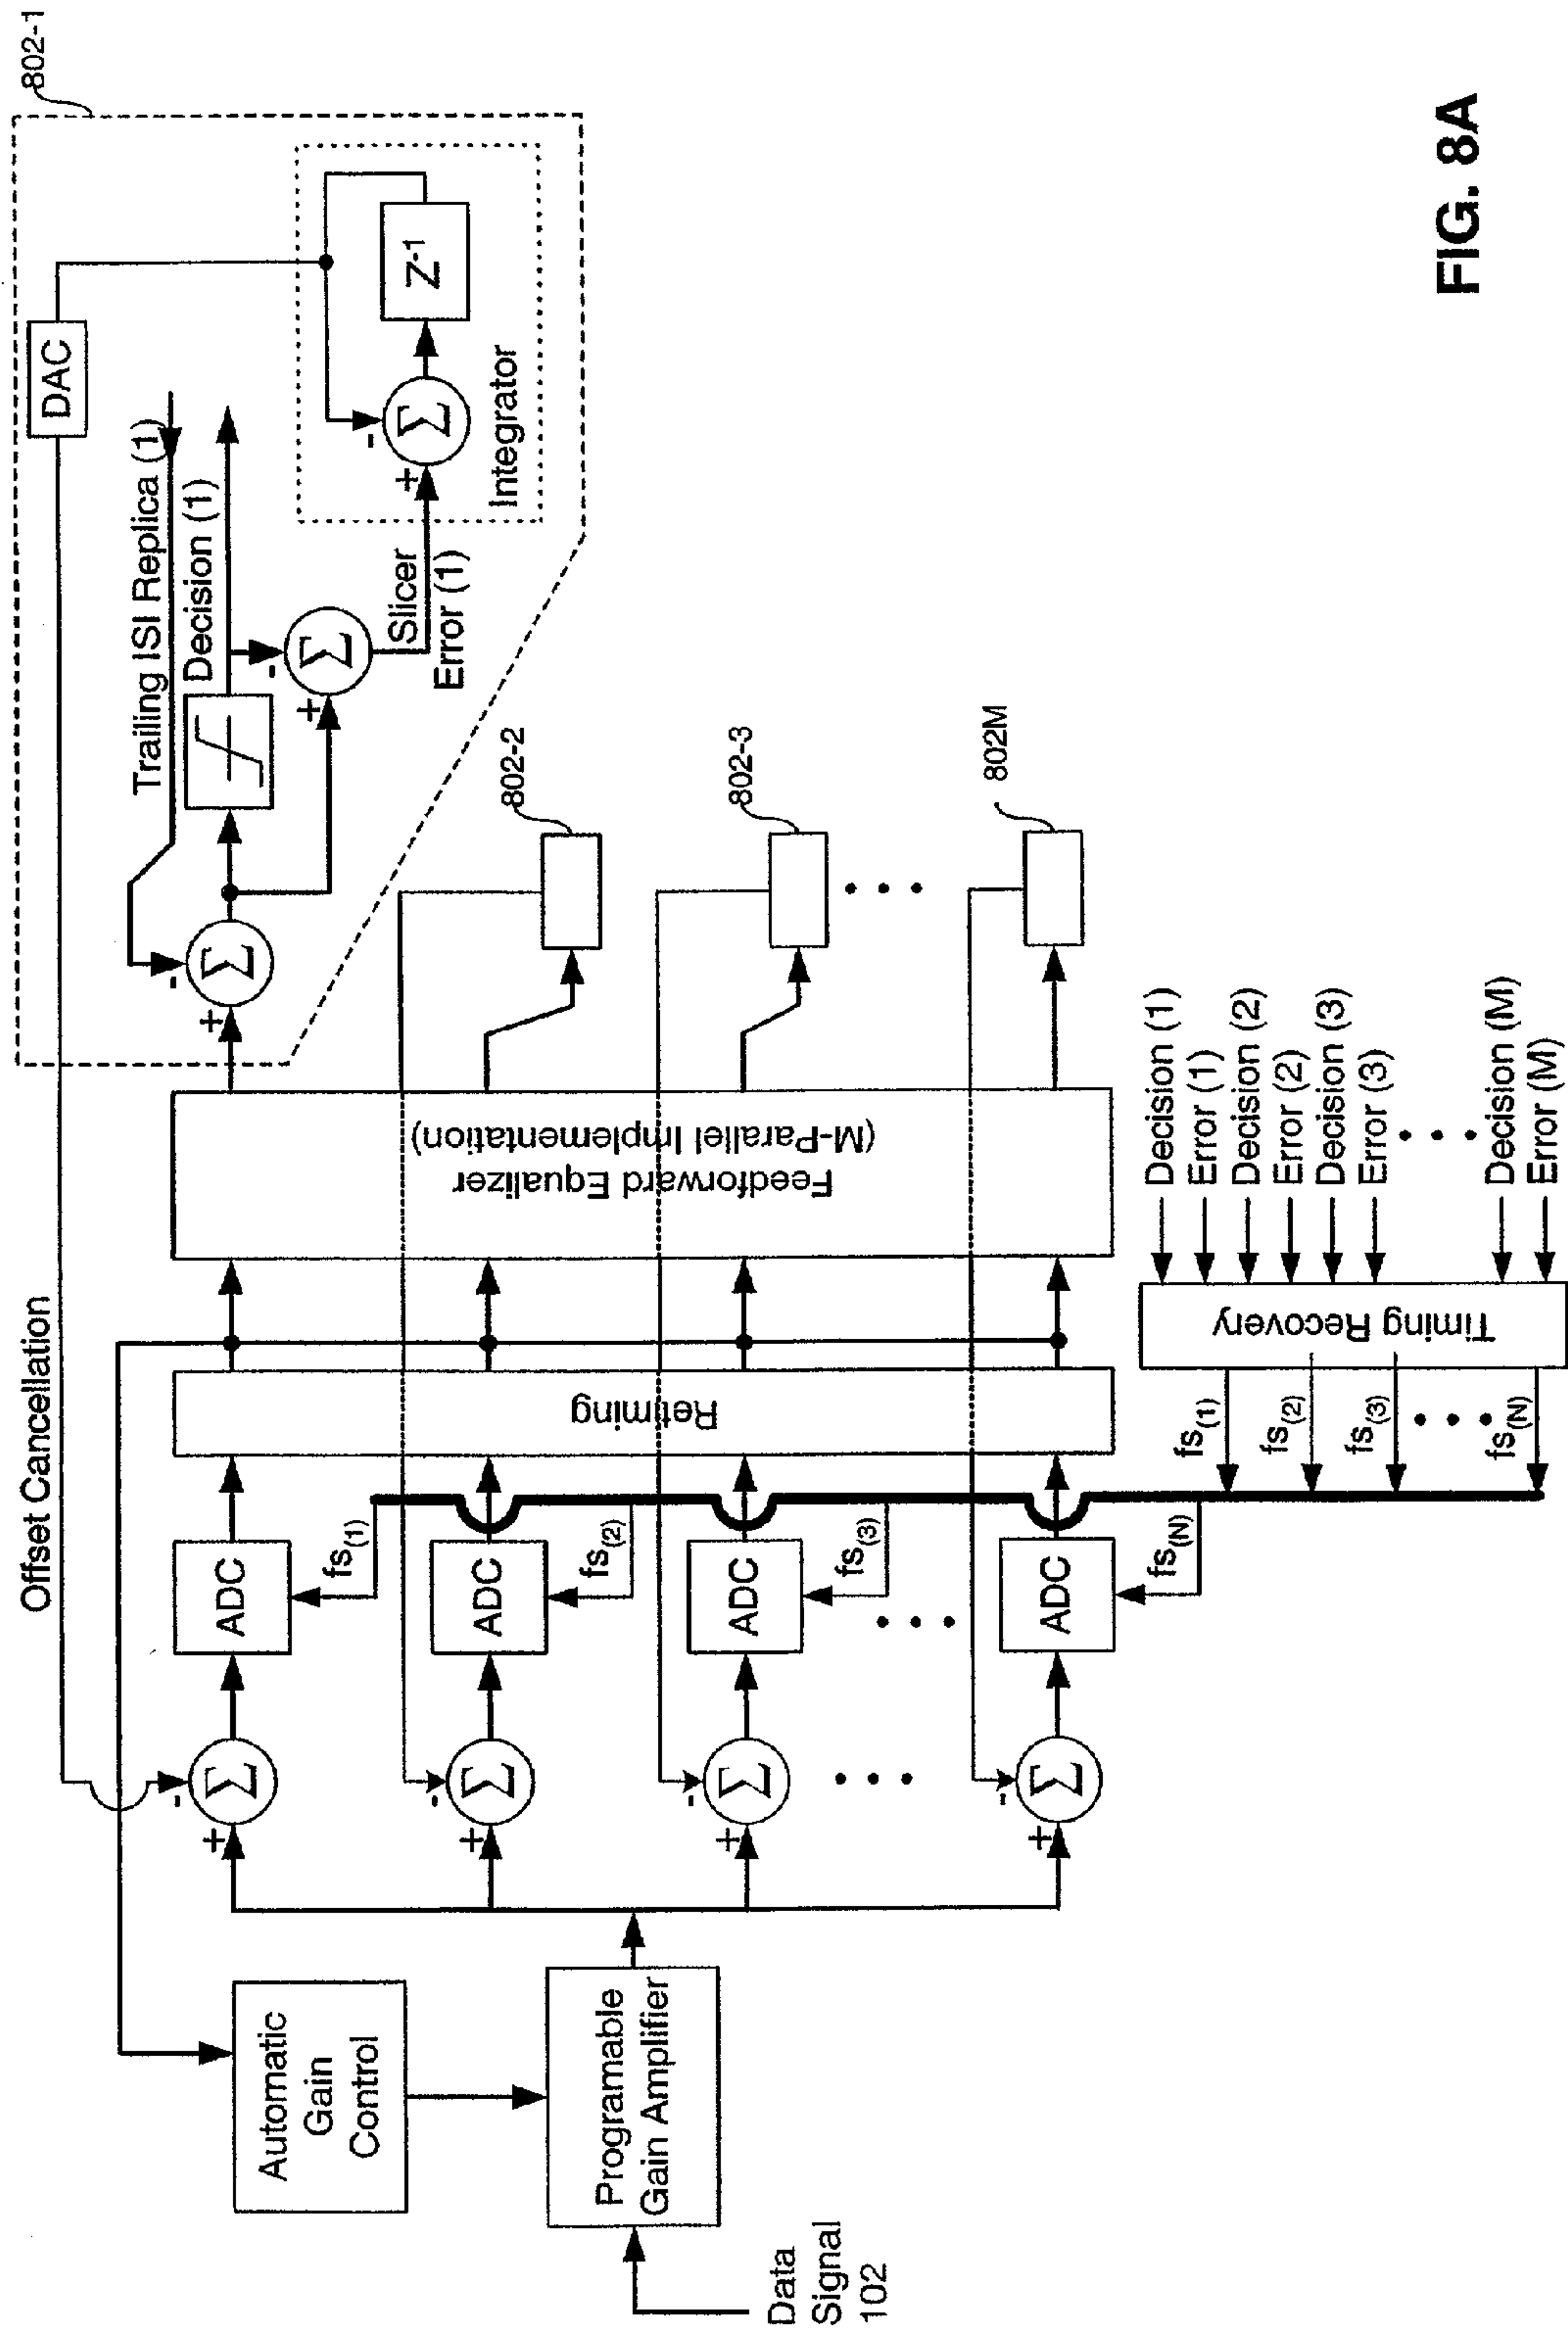 802-1
DAC
Trailing ISI Replica (1)
Decision (1)
-
+
-
+
Slicer
Error (1)
+
-
Σ
Σ
Σ
Z-1
Integrator
Offset Cancellation
Automatic
Gain
Control
Programable
Gain Amplifier
Data
Signal
102
+
-
Σ
ADC
fs(1)
+
-
Σ
ADC
fs(2)
+
-
Σ
ADC
fs(3)
+
-
Σ
ADC
fs(N)
Retiming
Feedforward Equalizer
(M-Parallel Implementation)
802-2
802-3
802M
Timing Recovery
fs(1)
fs(2)
fs(3)
fs(N)
Decision (1)
Error (1)
Decision (2)
Error (2)
Decision (3)
Error (3)
Decision (M)
Error (M)
FIG. 8A